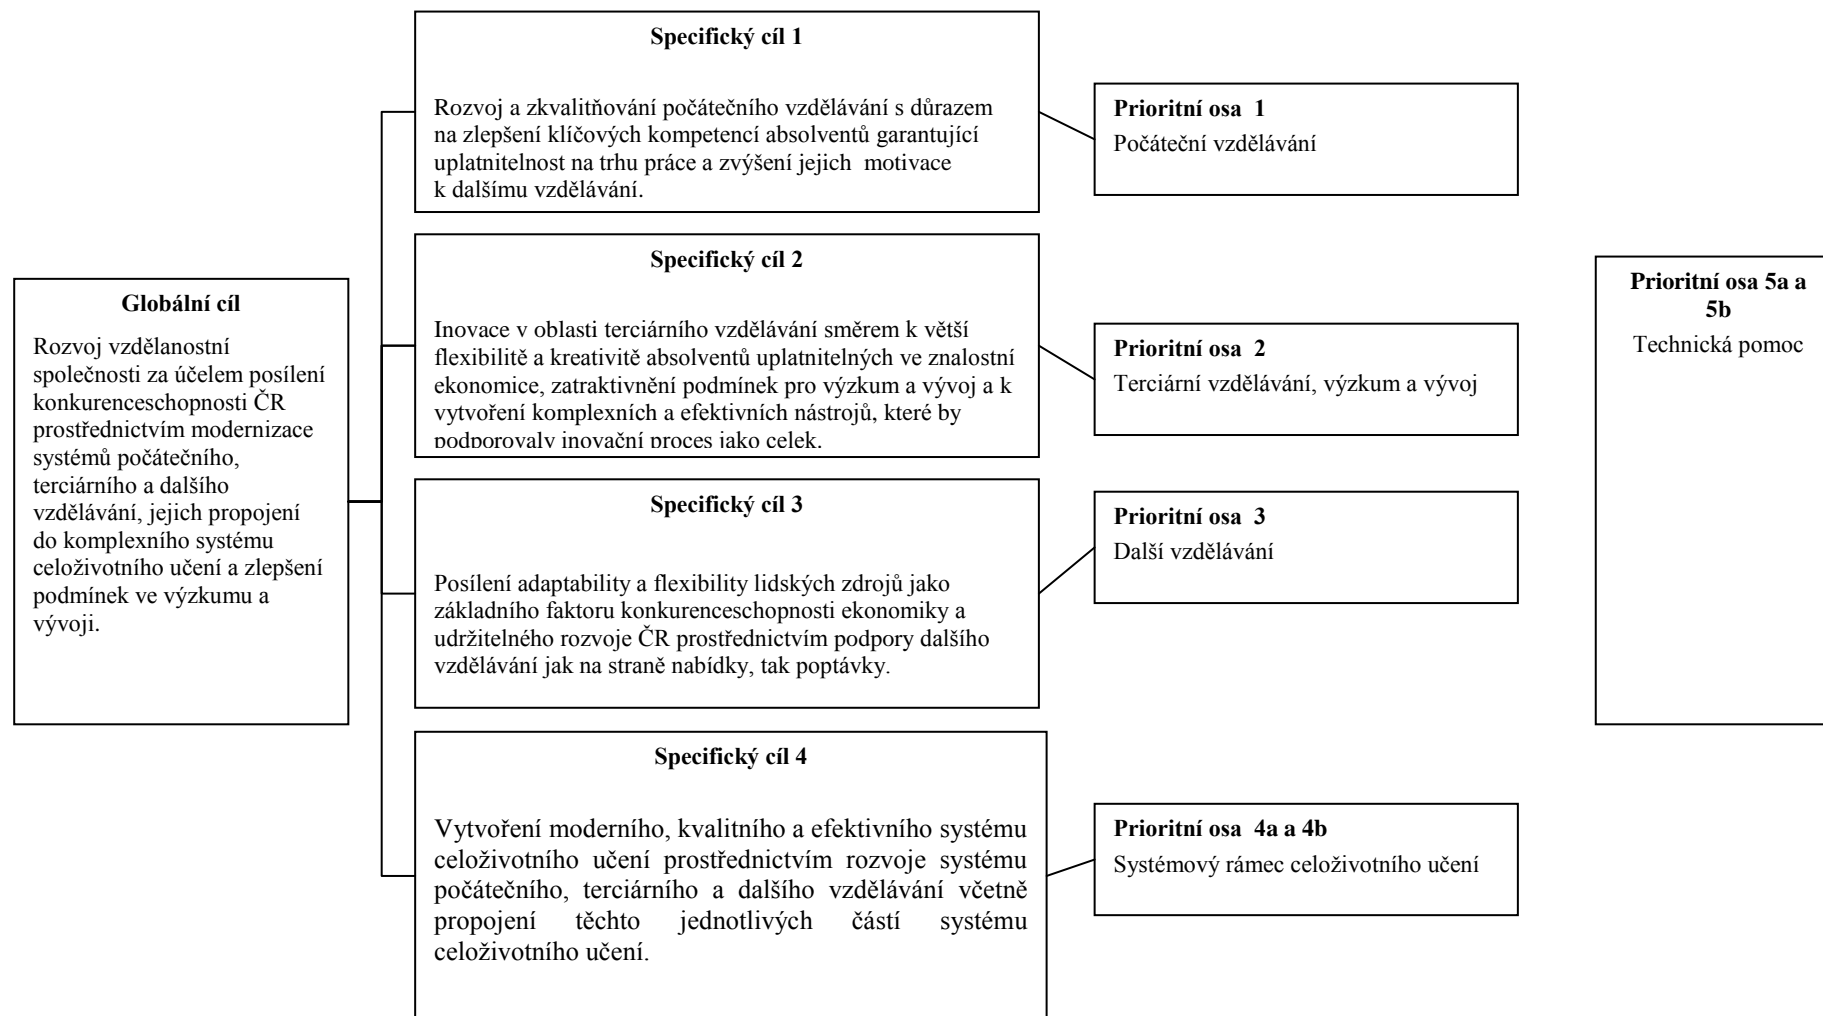 Globální cíl
Rozvoj vzdělanostní
společnosti za účelem posílení
konkurenceschopnosti ČR
prostřednictvím modernizace
systémů počátečního,
terciárního a dalšího
vzdělávání, jejich propojení
do komplexního systému
celoživotního učení a zlepšení
podmínek ve výzkumu a
vývoji.
Specifický cíl 1
Rozvoj a zkvalitňování počátečního vzdělávání s důrazem
na zlepšení klíčových kompetencí absolventů garantující
uplatnitelnost na trhu práce a zvýšení jejich motivace
k dalšímu vzdělávání.
Prioritní osa 1
Počáteční vzdělávání
Specifický cíl 2
Inovace v oblasti terciárního vzdělávání směrem k větší
flexibilitě a kreativitě absolventů uplatnitelných ve znalostní
ekonomice, zatraktivnění podmínek pro výzkum a vývoj a k
vytvoření komplexních a efektivních nástrojů, které by
podporovaly inovační proces jako celek.
Prioritní osa 2
Terciární vzdělávání, výzkum a vývoj
Specifický cíl 3
Posílení adaptability a flexibility lidských zdrojů jako
základního faktoru konkurenceschopnosti ekonomiky a
udržitelného rozvoje ČR prostřednictvím podpory dalšího
vzdělávání jak na straně nabídky, tak poptávky.
Prioritní osa 3
Další vzdělávání
Specifický cíl 4
Vytvoření moderního, kvalitního a efektivního systému
celoživotního učení prostřednictvím rozvoje systému
počátečního, terciárního a dalšího vzdělávání včetně
propojení těchto jednotlivých částí systému
celoživotního učení.
Prioritní osa 4a a 4b
Systémový rámec celoživotního učení
Prioritní osa 5a a
5b
Technická pomoc